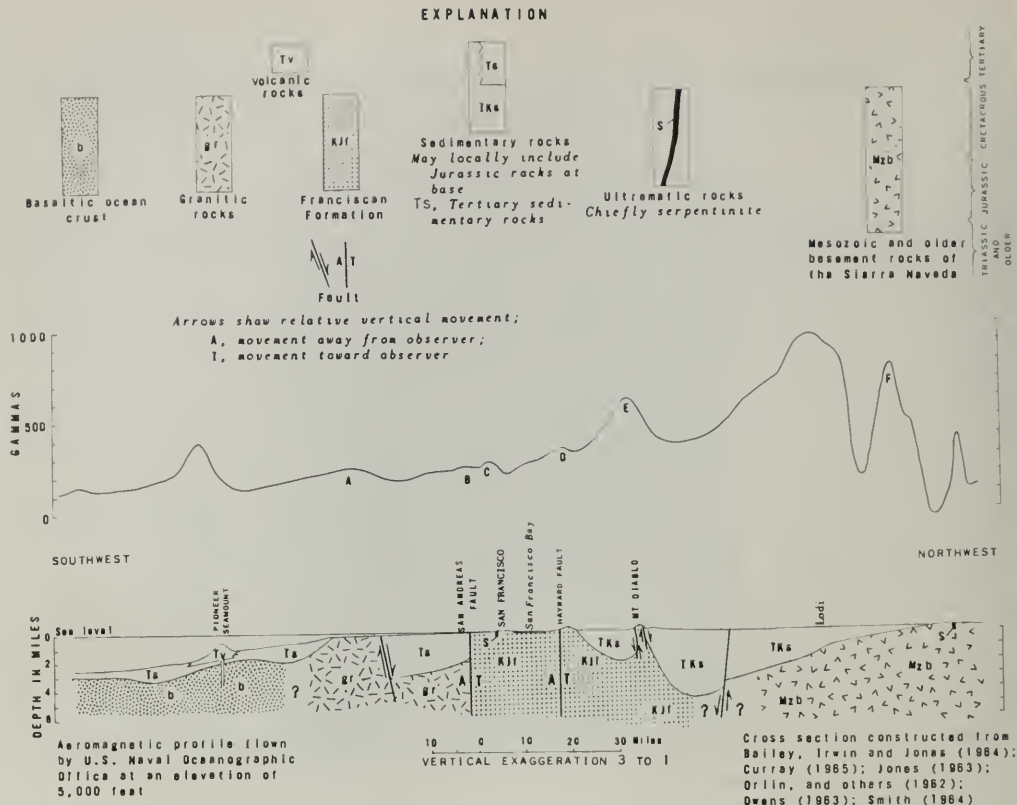 EXPLANATION
Tv
volcanic
rocks
Ts
TKs
b
gr
KJf
S
Mzb
Basaltic ocean
crust
Granitic
rocks
Franciscan
Formation
Sedimentary rocks
May locally include
Jurassic rocks at
base
TS, Tertiary sedi-
mentary rocks
Ultramafic rocks
Chiefly serpentinite
Mesozoic and older
basement rocks of
the Sierra Nevada
TRIASSIC JURASSIC CRETACROUS TERTIARY
AND
OLDER
A T
Fault
Arrows show relative vertical movement;
A, movement away from observer;
T, movement toward observer
GAMMAS
1000
500
0
A
B
C
D
E
F
SOUTHWEST
NORTHWEST
PIONEER
SEAMOUNT
SAN ANDREAS
FAULT
SAN FRANCISCO
San Francisco Bay
HAYWARD FAULT
MT DIABLO
Lodi
DEPTH IN MILES
0
2
4
6
Sea level
Ts
Tv
Ts
b
b
?
gr
Ts
gr
A T
S
KJf
A T
KJf
TKs
KJf
TKs
? ?
TKs
Mzb
Mzb
S
Mzb
10 0 10 20 30 Miles
VERTICAL EXAGGERATION 3 TO 1
Aeromagnetic profile flown
by U.S. Naval Oceanographic
Office at an elevation of
5,000 feet
Cross section constructed from
Bailey, Irwin and Jones (1964);
Curray (1965); Jones (1963);
Orlin, and others (1962);
Owens (1963); Smith (1964)